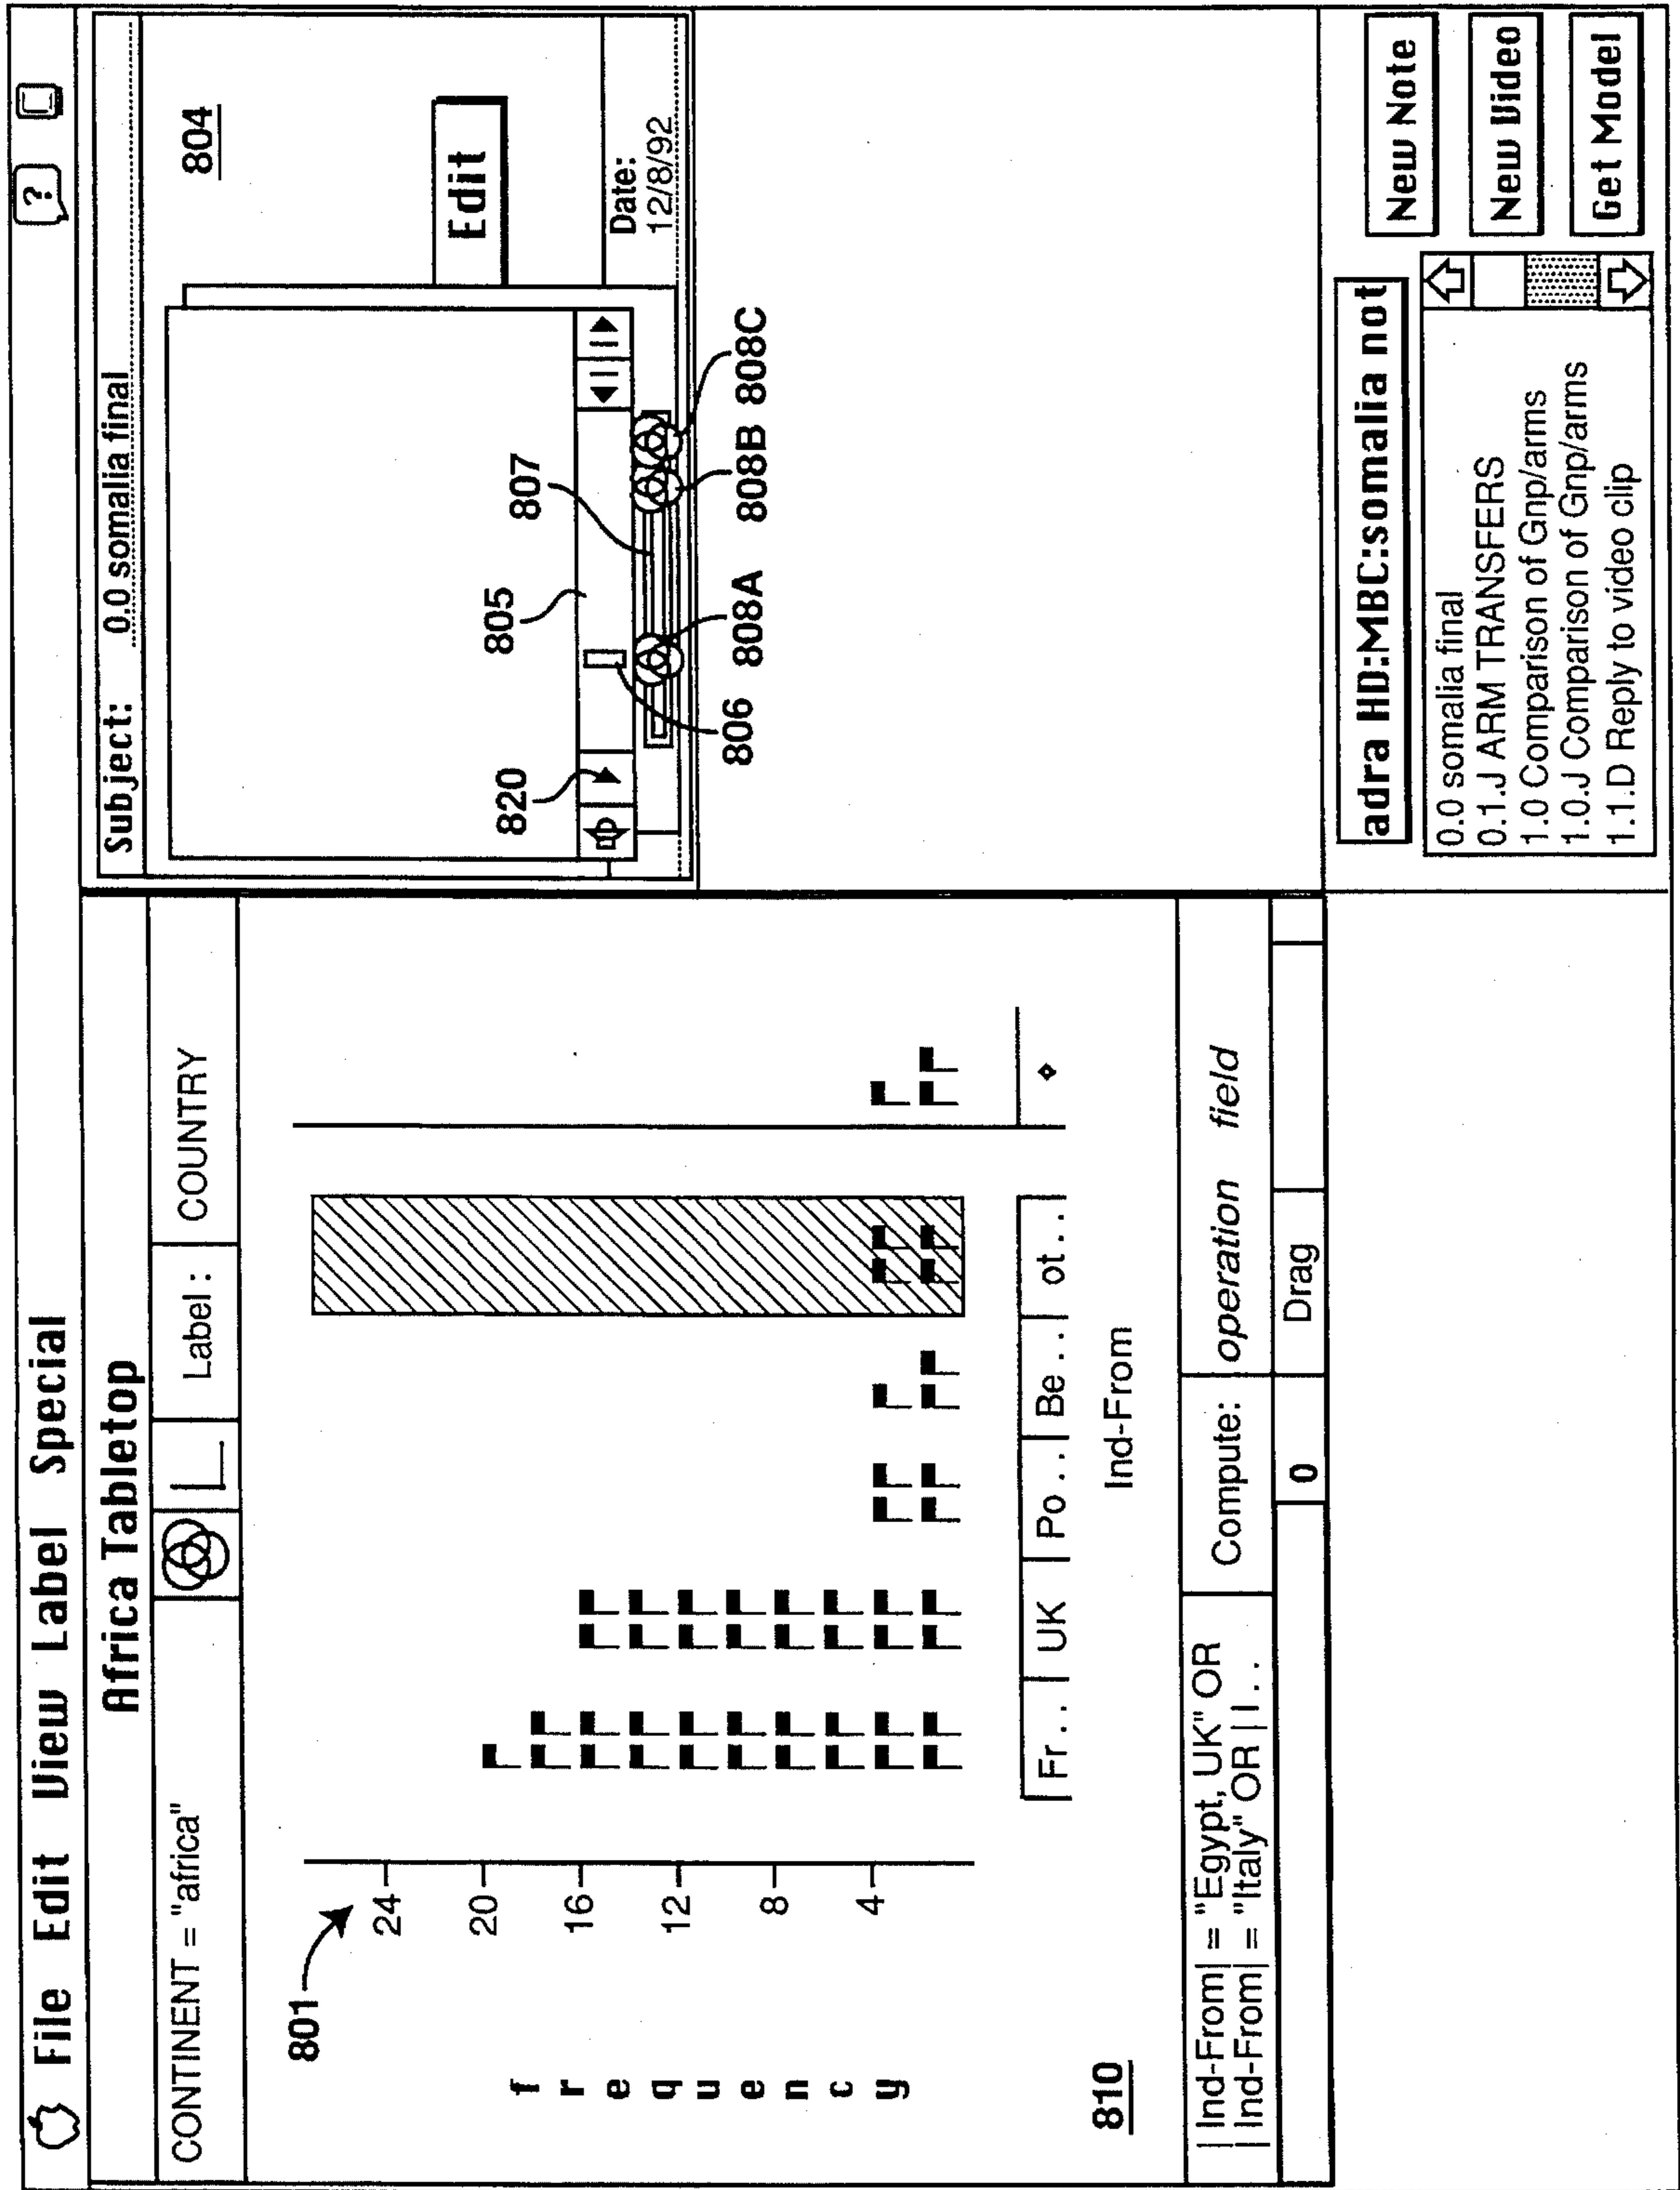 File Edit View Label Special
?
Africa Tabletop
CONTINENT = "africa"
Label :
COUNTRY
801
24
20
16
12
8
4
frequency
Fr..
UK
Po..
Be..
ot..
Ind-From
810
| Ind-From| = "Egypt, UK" OR
| Ind-From| = "Italy" OR | I..
Compute:
operation field
0
Drag
Subject: 0.0 somalia final
804
Edit
Date:
12/8/92
820
805
807
806
808A
808B
808C
adra HD:MBC:somalia not
0.0 somalia final
0.1.J ARM TRANSFERS
1.0 Comparison of Gnp/arms
1.0.J Comparison of Gnp/arms
1.1.D Reply to video clip
New Note
New Video
Get Model